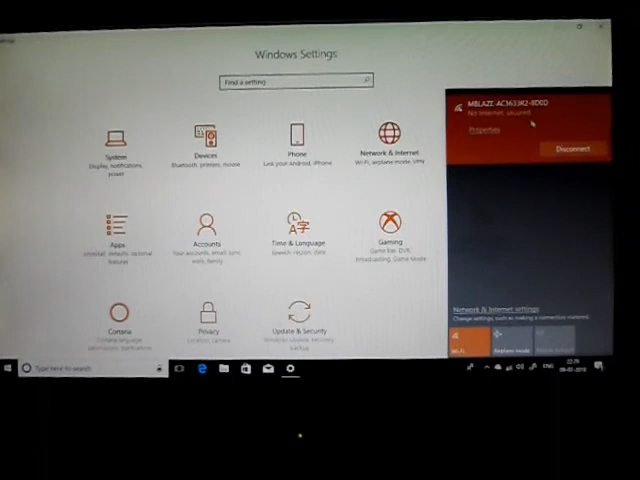 Windows Settings
Find a setting
System
Display, notifications,
power
Devices
Bluetooth, printers, mouse
Phone
Link your Android, iPhone
Network & Internet
Wi-Fi, airplane mode, VPN
Apps
Uninstall, defaults, optional
features
Accounts
Your accounts, email, sync,
work, family
Time & Language
Speech, region, date
Gaming
Game bar, DVR,
broadcasting, Game Mode
Cortana
Cortana language,
permissions, notifications
Privacy
Location, camera
Update & Security
Windows Update, recovery,
backup
No Internet, secured
Properties
Disconnect
Network & Internet settings
Change settings, such as making a connection metered.
Wi-Fi
Airplane mode
Type here to search
ENG